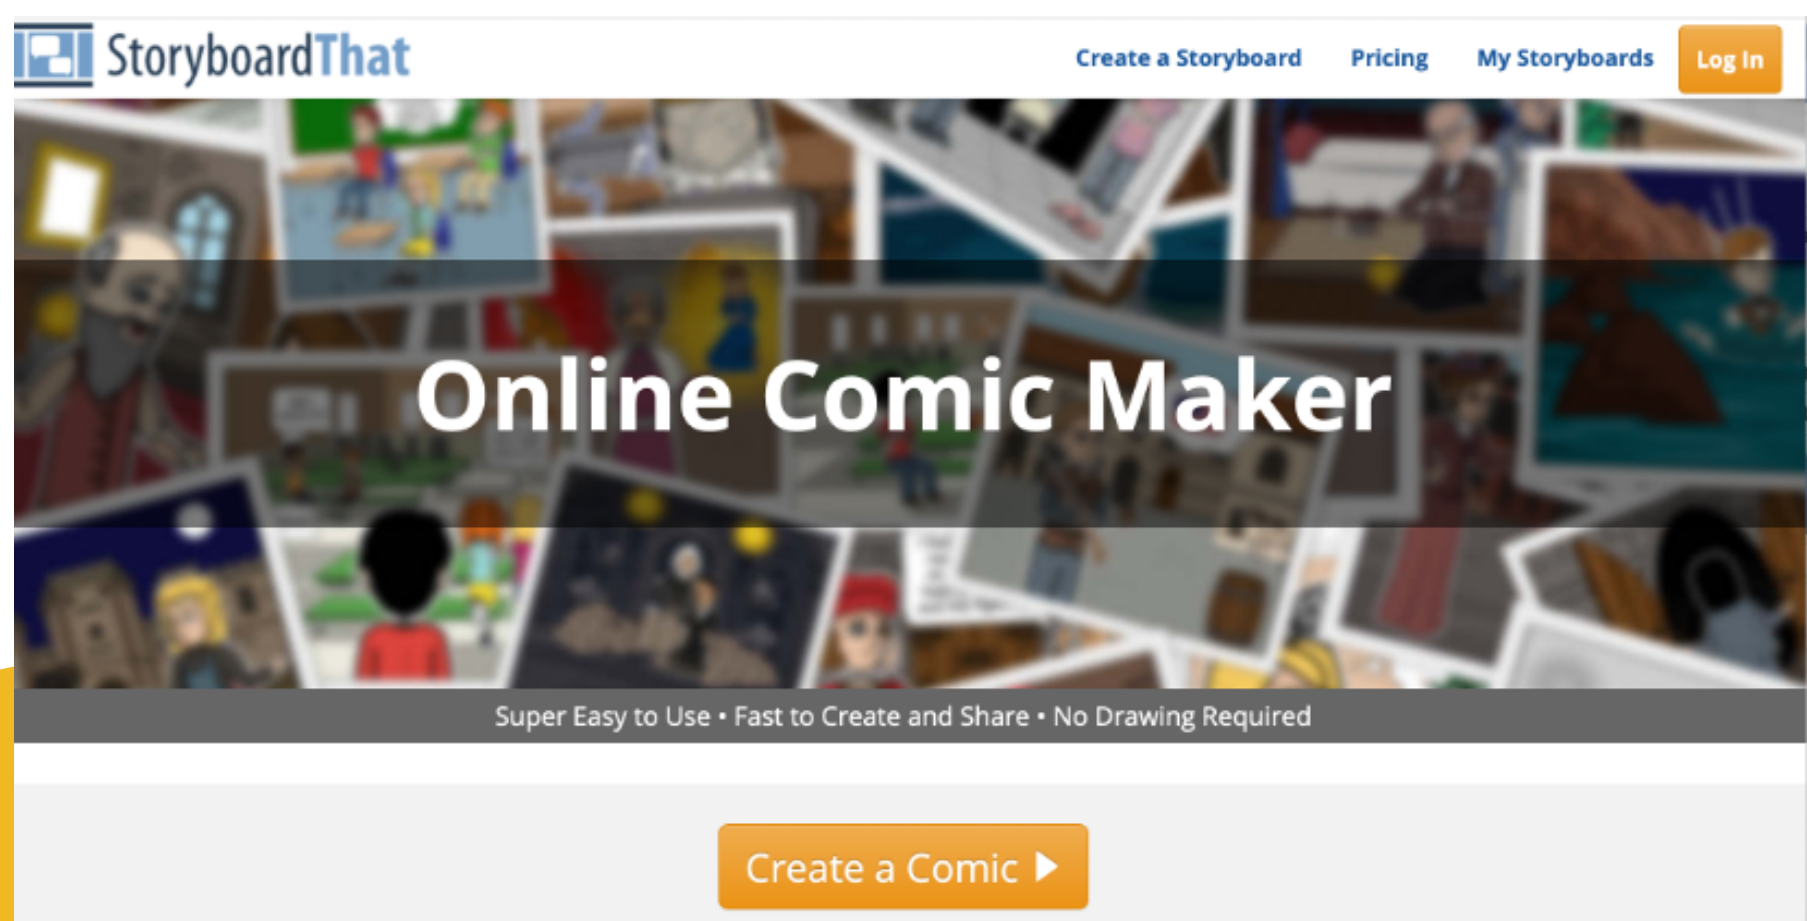 StoryboardThat
Create a Storyboard Pricing My Storyboards Log In
Online Comic Maker
Super Easy to Use • Fast to Create and Share • No Drawing Required
Create a Comic